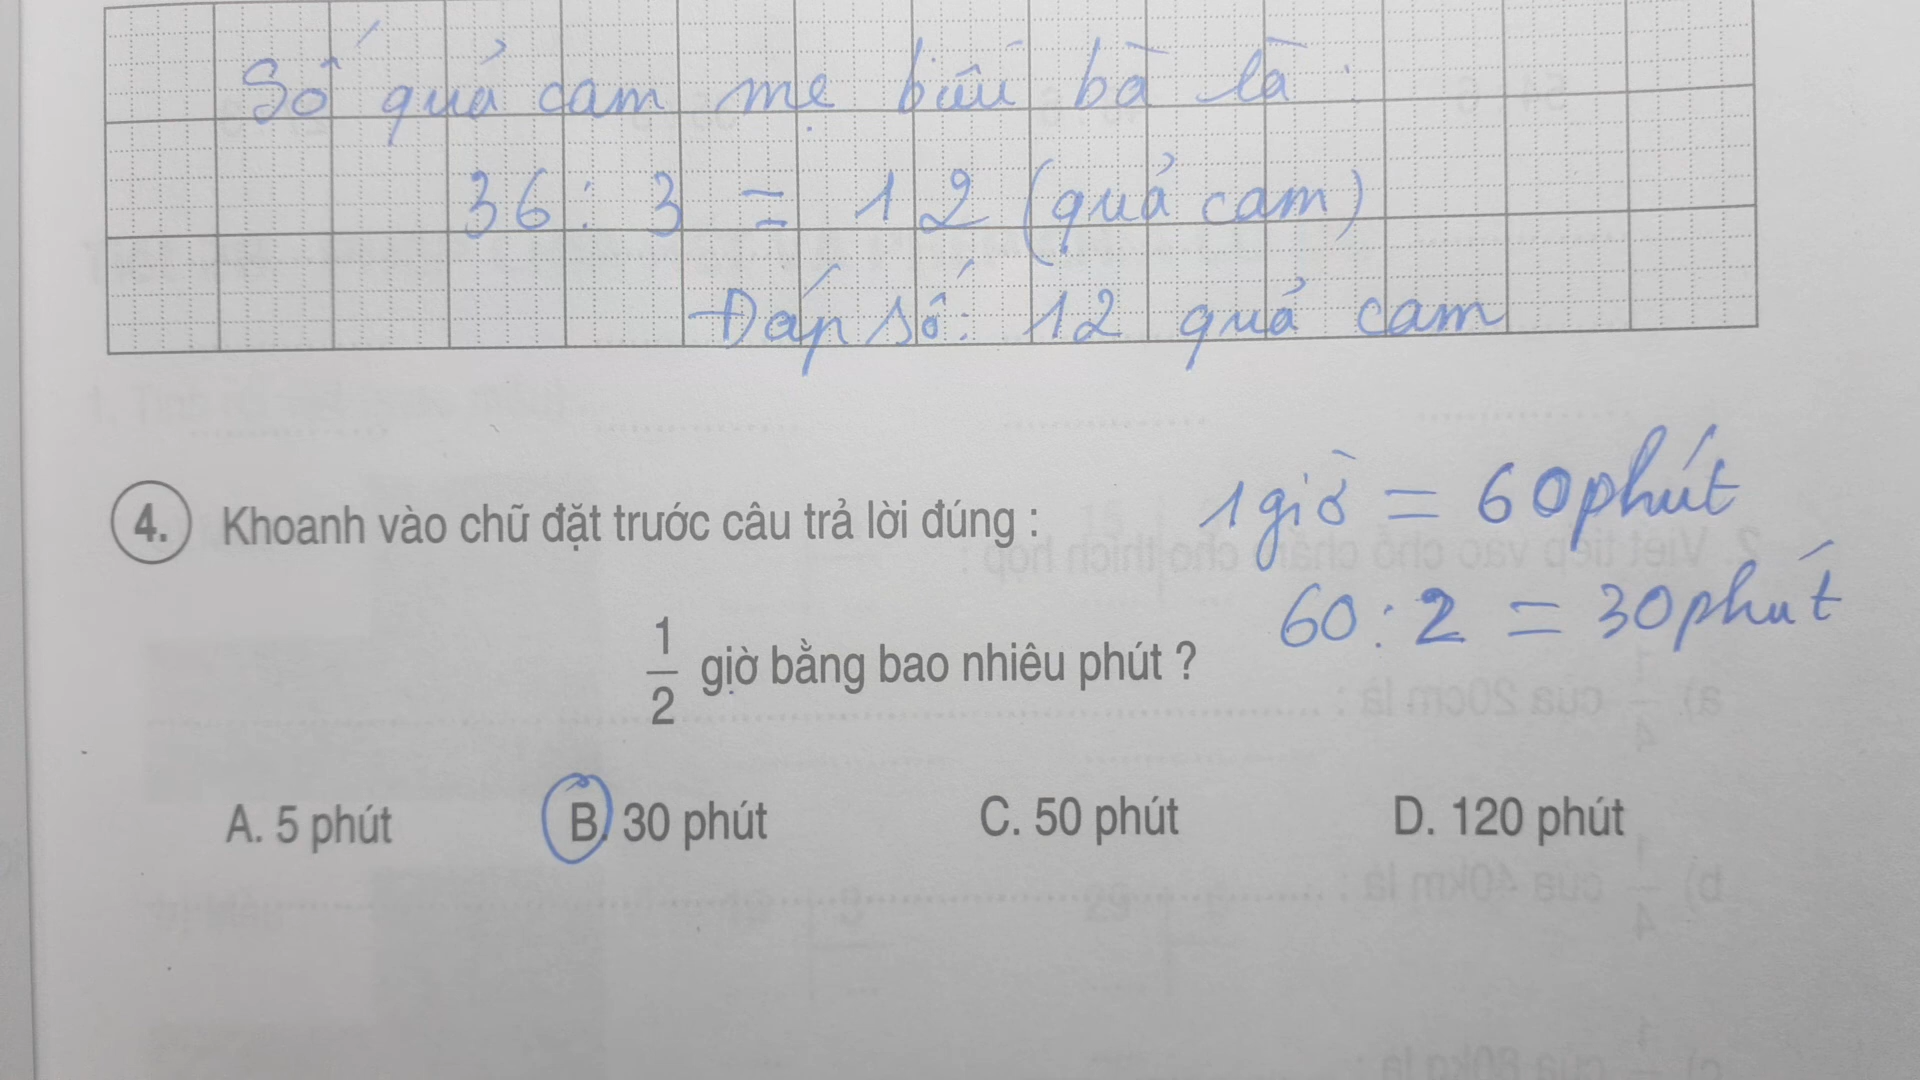 Số quả cam mẹ biếu bà là:
36 : 3 = 12 (quả cam)
Đáp số: 12 quả cam
1 giờ = 60 phút
4. Khoanh vào chữ đặt trước câu trả lời đúng :
60 : 2 = 30 phút
1/2 giờ bằng bao nhiêu phút ?
A. 5 phút B. 30 phút C. 50 phút D. 120 phút